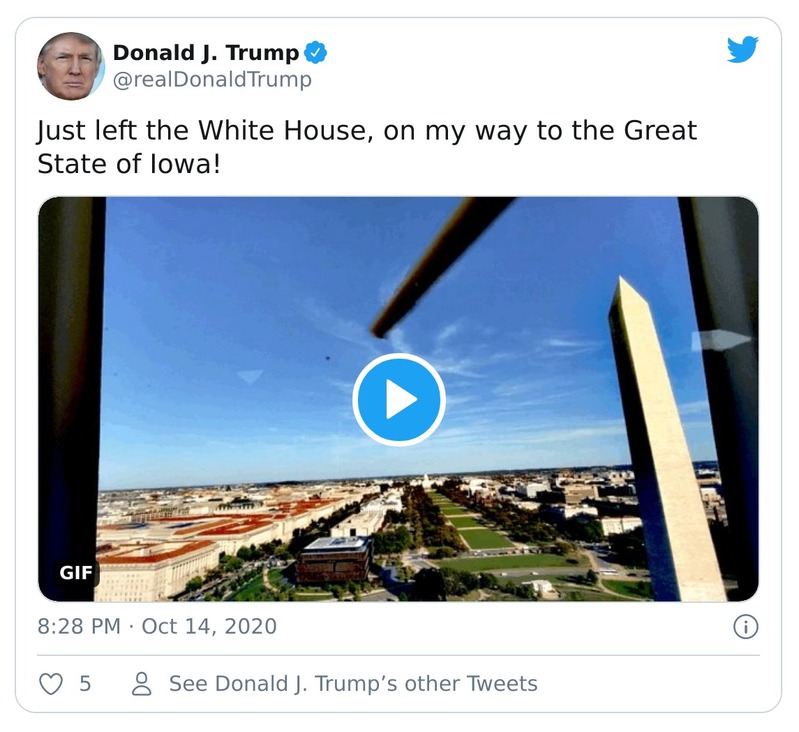 Donald J. Trump
@realDonaldTrump
Just left the White House, on my way to the Great
State of Iowa!
GIF
8:28 PM · Oct 14, 2020
5
See Donald J. Trump’s other Tweets